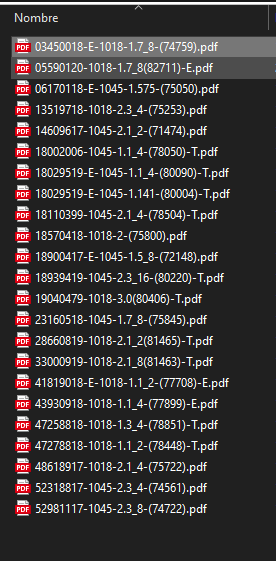 Nombre
03450018-E-1018-1.7_8-(74759).pdf
05590120-1018-1.7_8(82711)-E.pdf
06170118-E-1045-1.575-(75050).pdf
13519718-1018-2.3_4-(75253).pdf
14609617-1045-2.1_2-(71474).pdf
18002006-1045-1.1_4-(78050)-T.pdf
18029519-E-1045-1.1_4-(80090)-T.pdf
18029519-E-1045-1.141-(80004)-T.pdf
18110399-1045-2.1_4-(78504)-T.pdf
18570418-1018-2-(75800).pdf
18900417-E-1045-1.5_8-(72148).pdf
18939419-1045-2.3_16-(80220)-T.pdf
19040479-1018-3.0(80406)-T.pdf
23160518-1045-1.7_8-(75845).pdf
28660819-1018-2.1_2(81465)-T.pdf
33000919-1018-2.1_8(81463)-T.pdf
41819018-E-1018-1.1_2-(77708)-E.pdf
43930918-1018-1.1_4-(77899)-E.pdf
47258818-1018-1.3_4-(78851)-T.pdf
47278818-1018-1.1_2-(78448)-T.pdf
48618917-1018-2.1_4-(75722).pdf
52318817-1045-2.3_4-(74561).pdf
52981117-1045-2.3_8-(74722).pdf